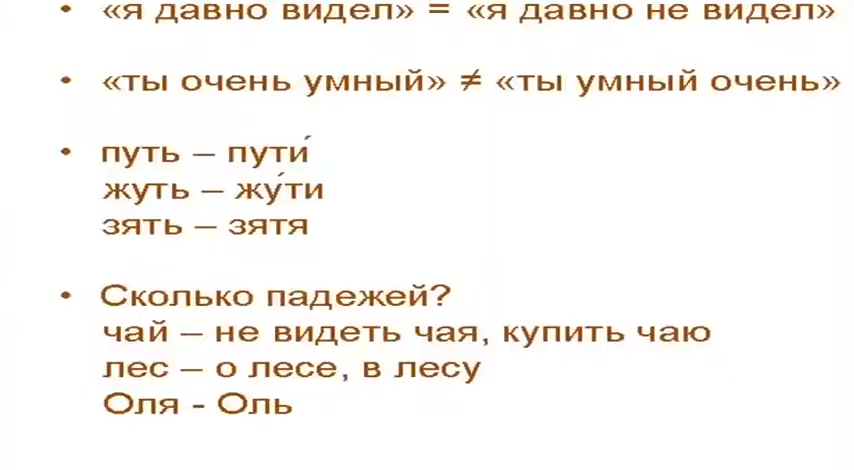 • «я давно видел» = «я давно не видел»
• «ты очень умный» ≠ «ты умный очень»
• путь – пути́
жуть – жу́ти
зять – зятя
• Сколько падежей?
чай – не видеть чая, купить чаю
лес – о лесе, в лесу
Оля - Оль